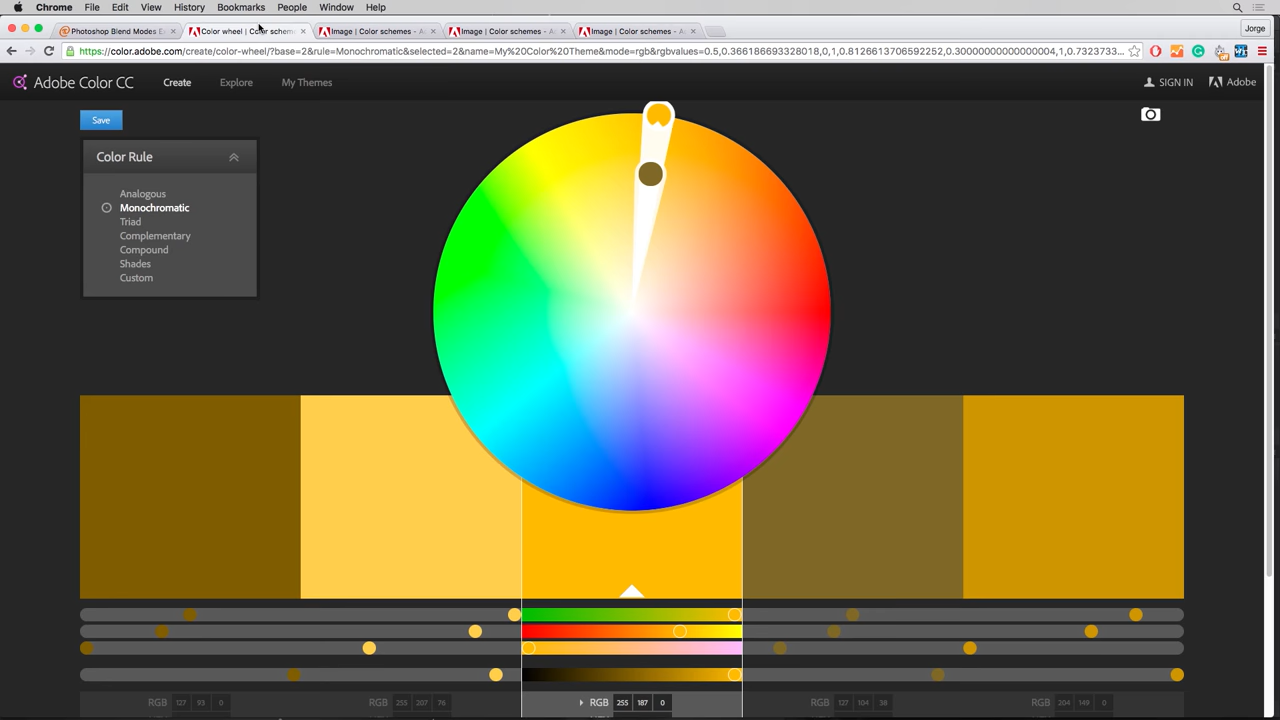 Chrome File Edit View History Bookmarks People Window Help
Photoshop Blend Modes Ex Color wheel | Color schem Image | Color schemes - Ad Image | Color schemes - Ad Image | Color schemes - Ad Jorge
https://color.adobe.com/create/color-wheel/?base=2&rule=Monochromatic&selected=2&name=My%20Color%20Theme&mode=rgb&rgbvalues=0.5,0.366186833328018,0,1,0.8126613706592252,0.30000000000000004,1,0.7323733...
Adobe Color CC Create Explore My Themes SIGN IN Adobe
Save
Color Rule
Analogous
Monochromatic
Triad
Complementary
Compound
Shades
Custom
RGB 127 93 0 RGB 255 207 76 RGB 255 187 0 RGB 127 104 38 RGB 204 149 0